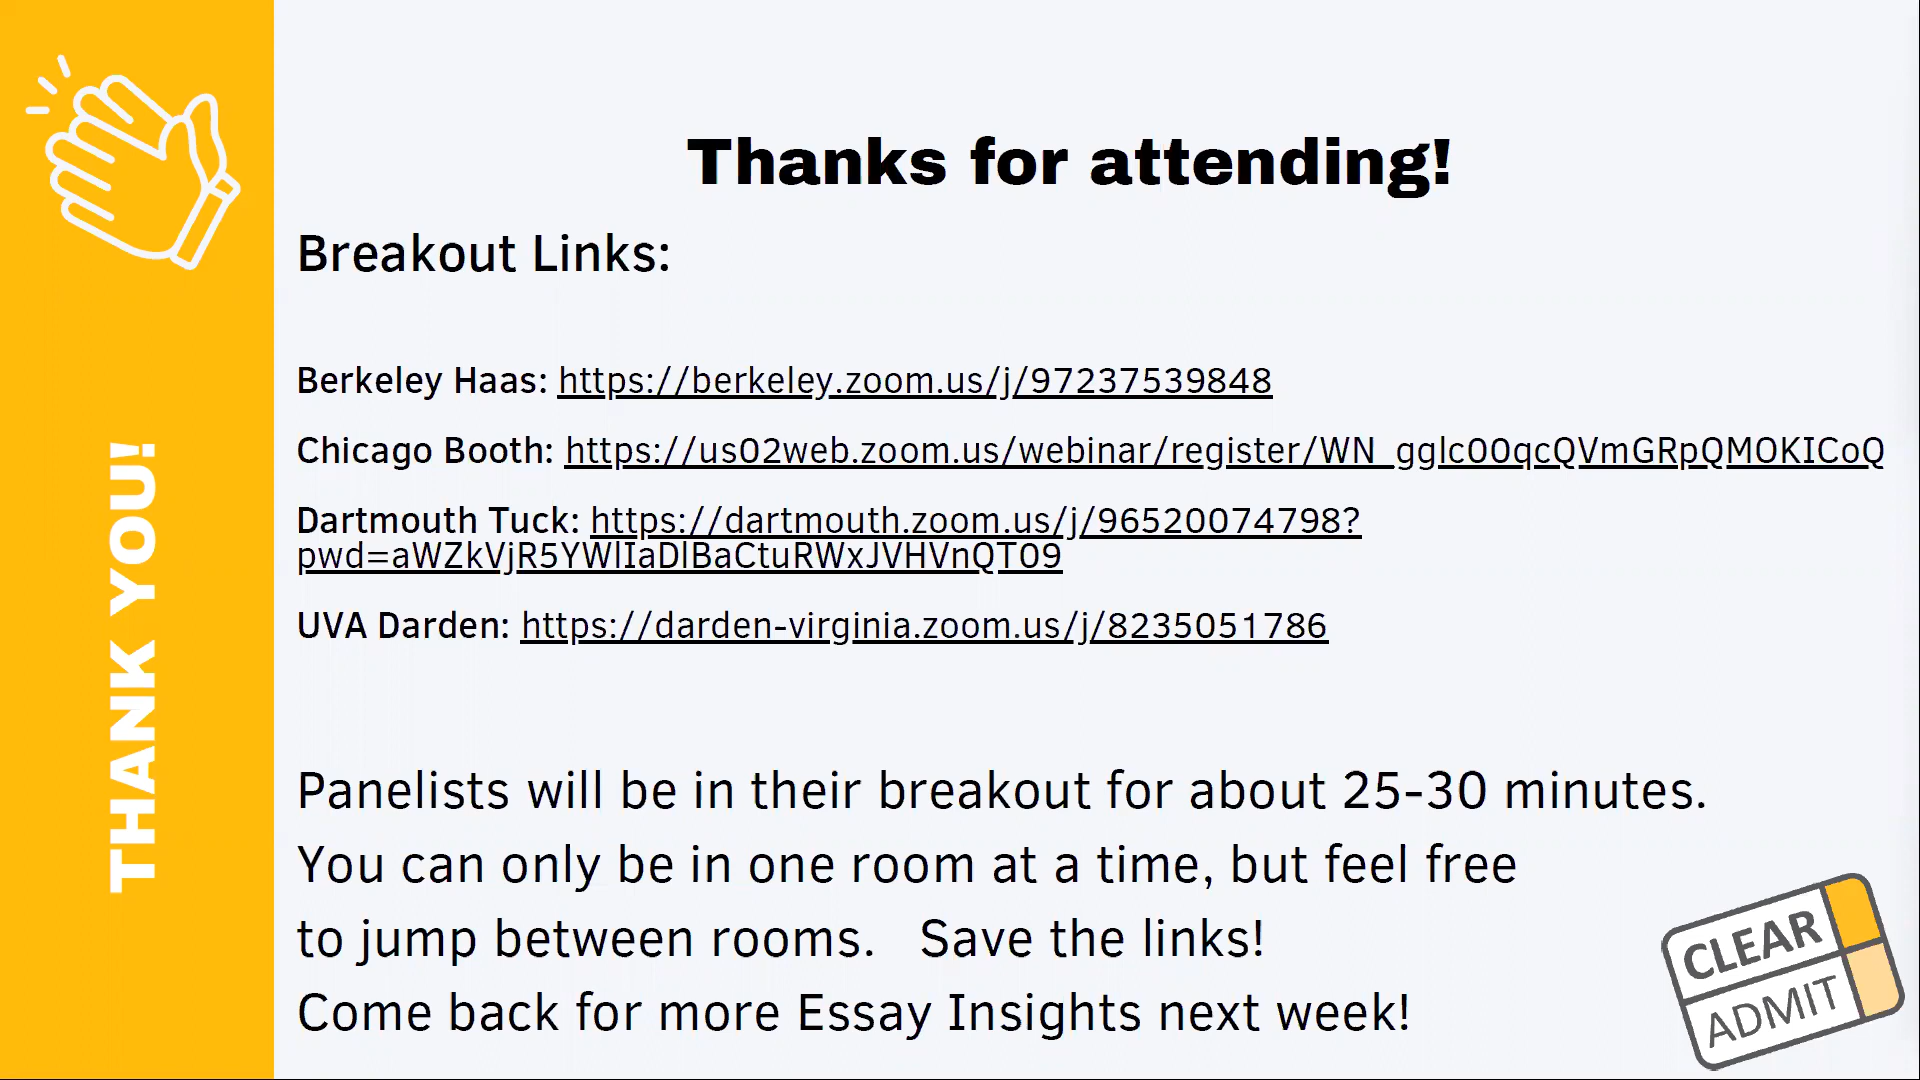 THANK YOU!
Thanks for attending!
Breakout Links:
Berkeley Haas: https://berkeley.zoom.us/j/97237539848
Chicago Booth: https://us02web.zoom.us/webinar/register/WN_gglc00qcQVmGRpQMOKICoQ
Dartmouth Tuck: https://dartmouth.zoom.us/j/96520074798?
pwd=aWZkVjR5YWlIaDlBaCtuRWxJVHVnQT09
UVA Darden: https://darden-virginia.zoom.us/j/8235051786
Panelists will be in their breakout for about 25-30 minutes.
You can only be in one room at a time, but feel free
to jump between rooms.   Save the links!
Come back for more Essay Insights next week!
CLEAR
ADMIT